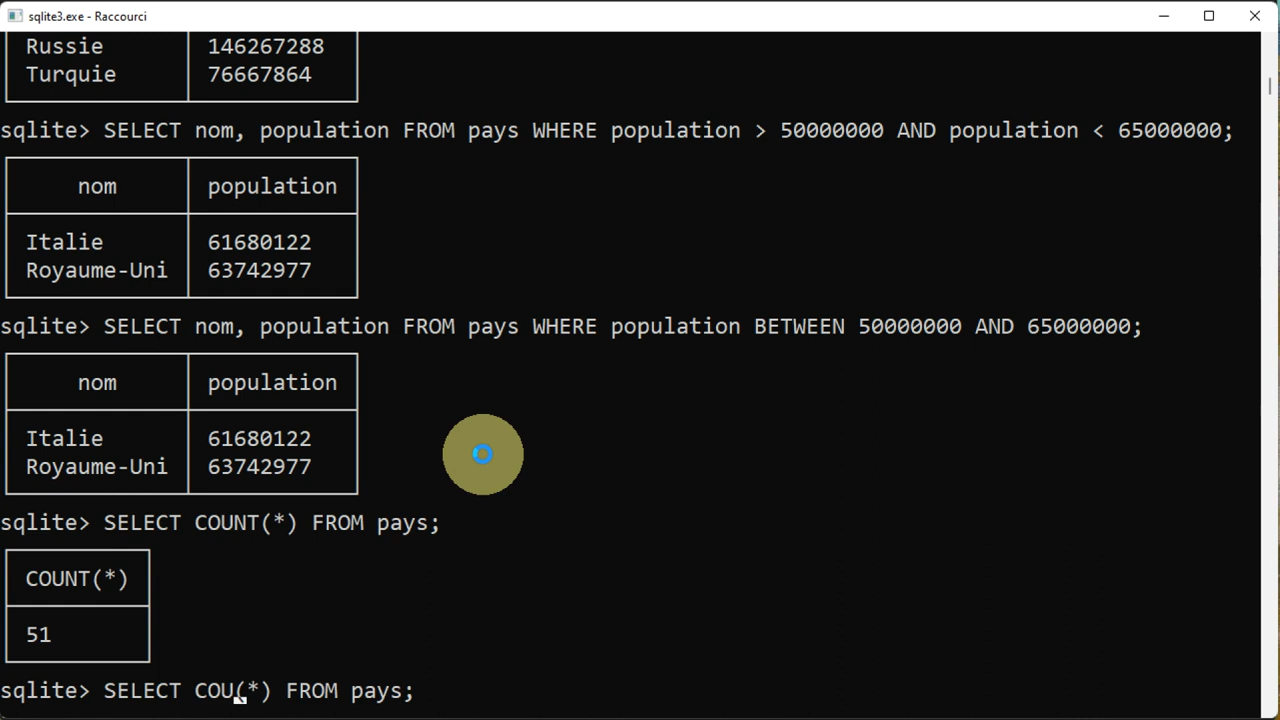 sqlite3.exe - Raccourci
Russie 146267288
Turquie 76667864
sqlite> SELECT nom, population FROM pays WHERE population > 50000000 AND population < 65000000;
nom population
Italie 61680122
Royaume-Uni 63742977
sqlite> SELECT nom, population FROM pays WHERE population BETWEEN 50000000 AND 65000000;
nom population
Italie 61680122
Royaume-Uni 63742977
sqlite> SELECT COUNT(*) FROM pays;
COUNT(*)
51
sqlite> SELECT COU(*) FROM pays;